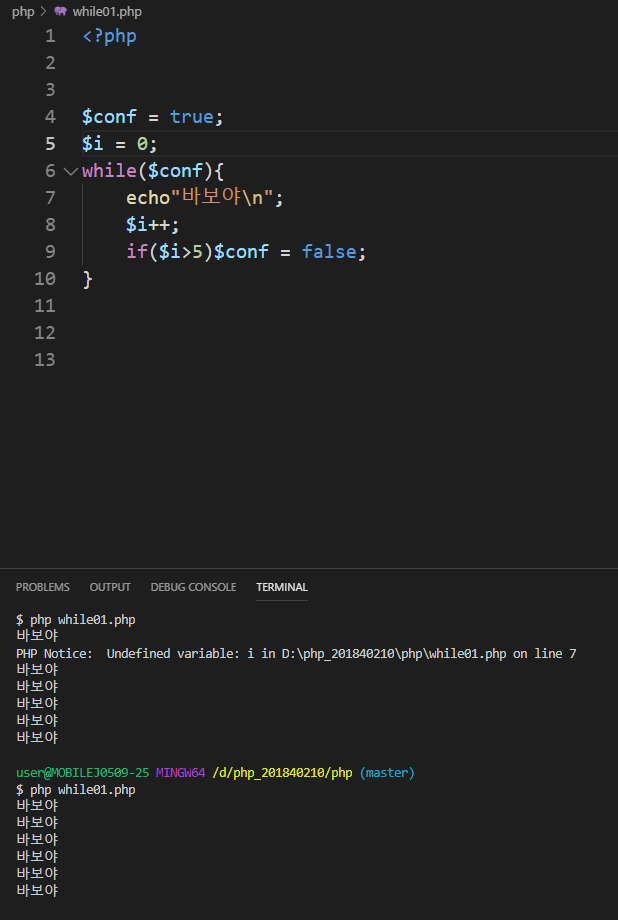 php > while01.php
1 <?php
2
3
4 $conf = true;
5 $i = 0;
6 while($conf){
7 echo"바보야\n";
8 $i++;
9 if($i>5)$conf = false;
10 }
11
12
13
PROBLEMS OUTPUT DEBUG CONSOLE TERMINAL
$ php while01.php
바보야
PHP Notice:  Undefined variable: i in D:\php_201840210\php\while01.php on line 7
바보야
바보야
바보야
바보야
바보야
user@MOBILEJ0509-25 MINGW64 /d/php_201840210/php (master)
$ php while01.php
바보야
바보야
바보야
바보야
바보야
바보야